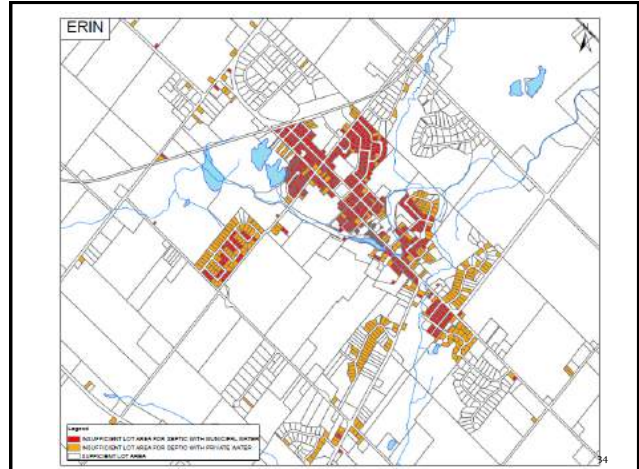 ERIN
Legend
INSUFFICIENT LOT AREA FOR SEPTIC WITH MUNICIPAL WATER
INSUFFICIENT LOT AREA FOR SEPTIC WITH PRIVATE WATER
SUFFICIENT LOT AREA
34